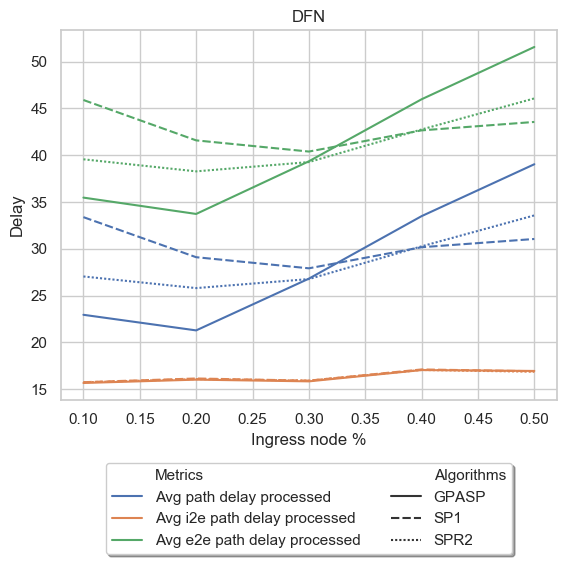 DFN
Delay
50
45
40
35
30
25
20
15
0.10 0.15 0.20 0.25 0.30 0.35 0.40 0.45 0.50
Ingress node %
Metrics Algorithms
Avg path delay processed GPASP
Avg i2e path delay processed SP1
Avg e2e path delay processed SPR2